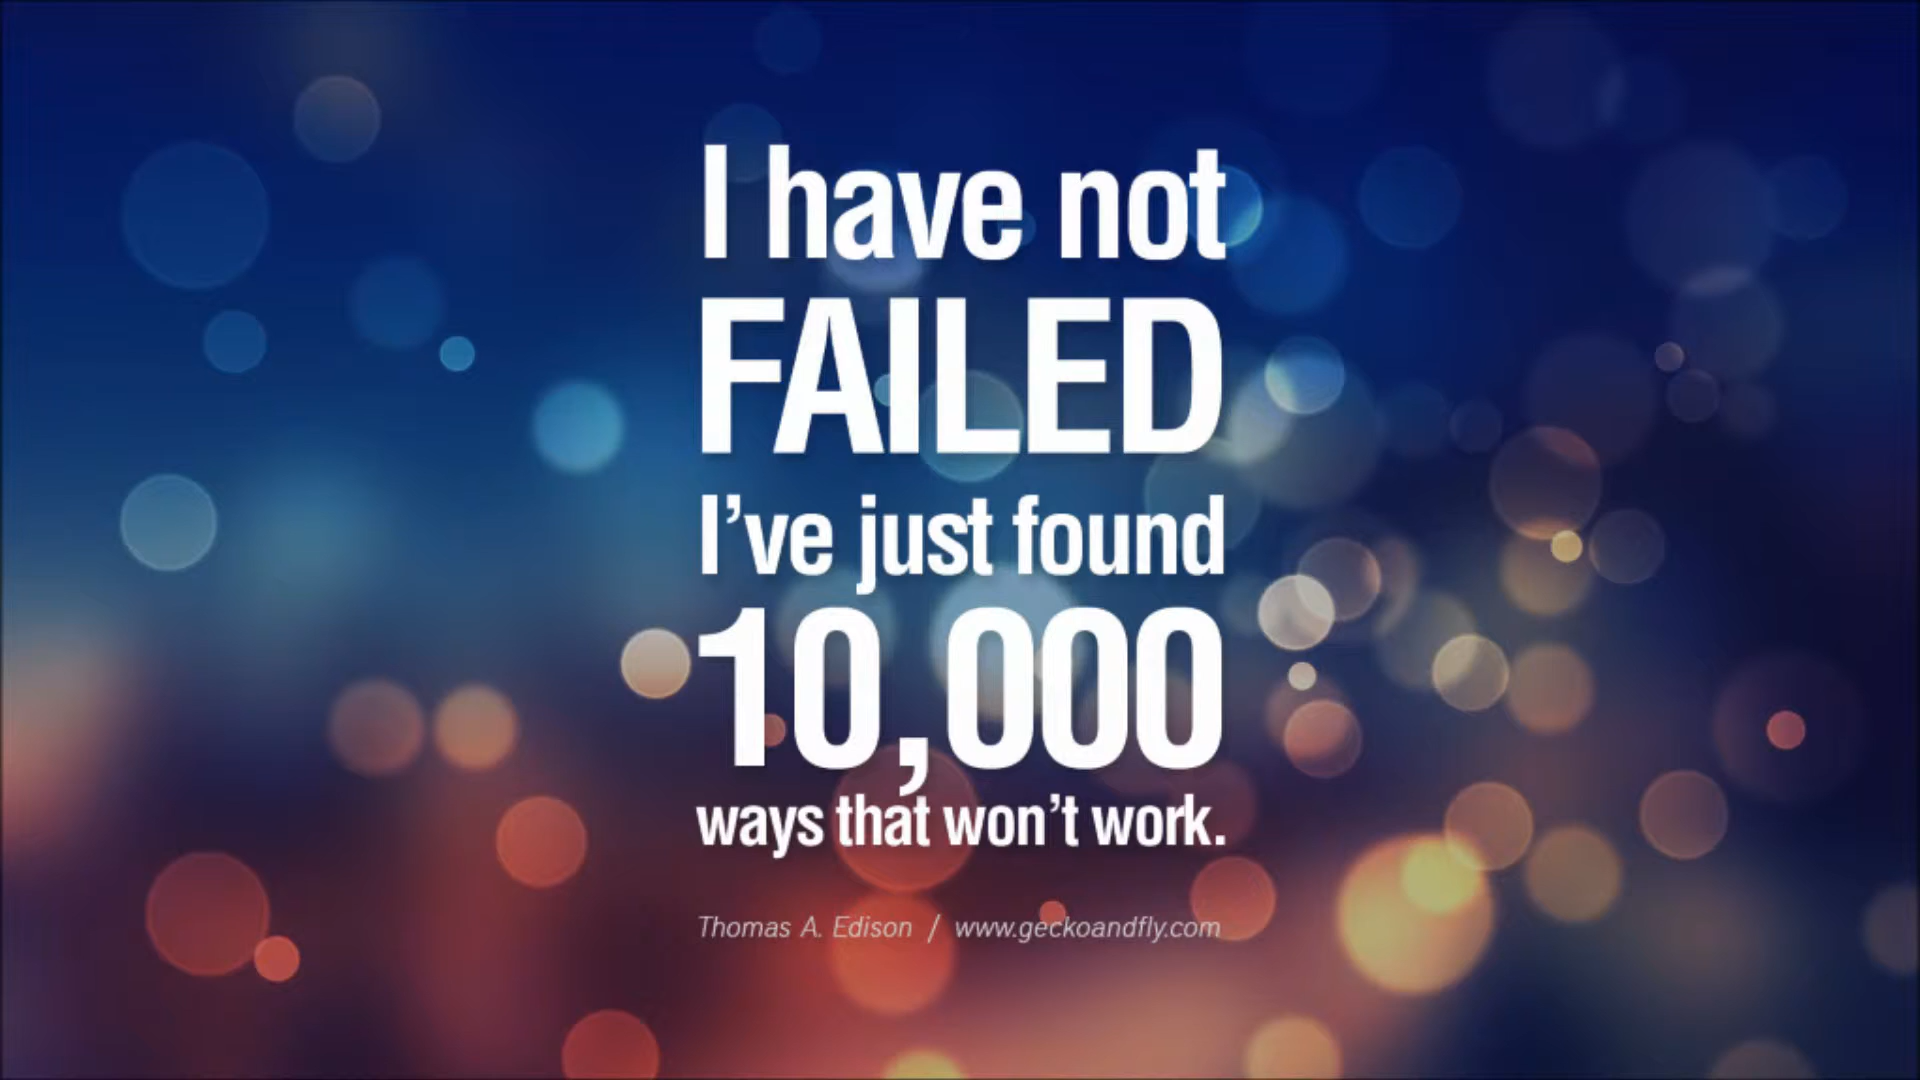 I have not
FAILED
I’ve just found
10,000
ways that won’t work.
Thomas A. Edison / www.geckoandfly.com